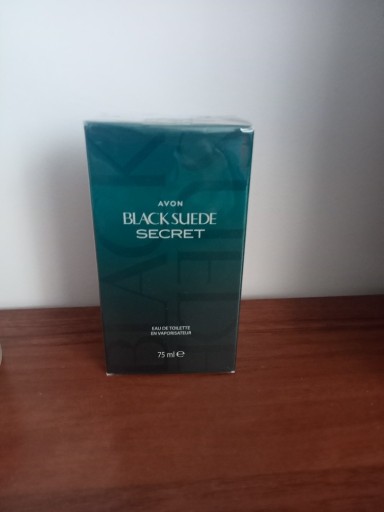 AVON
BLACK SUEDE
SECRET
EAU DE TOILETTE
EN VAPORISATEUR
75 ml ℮